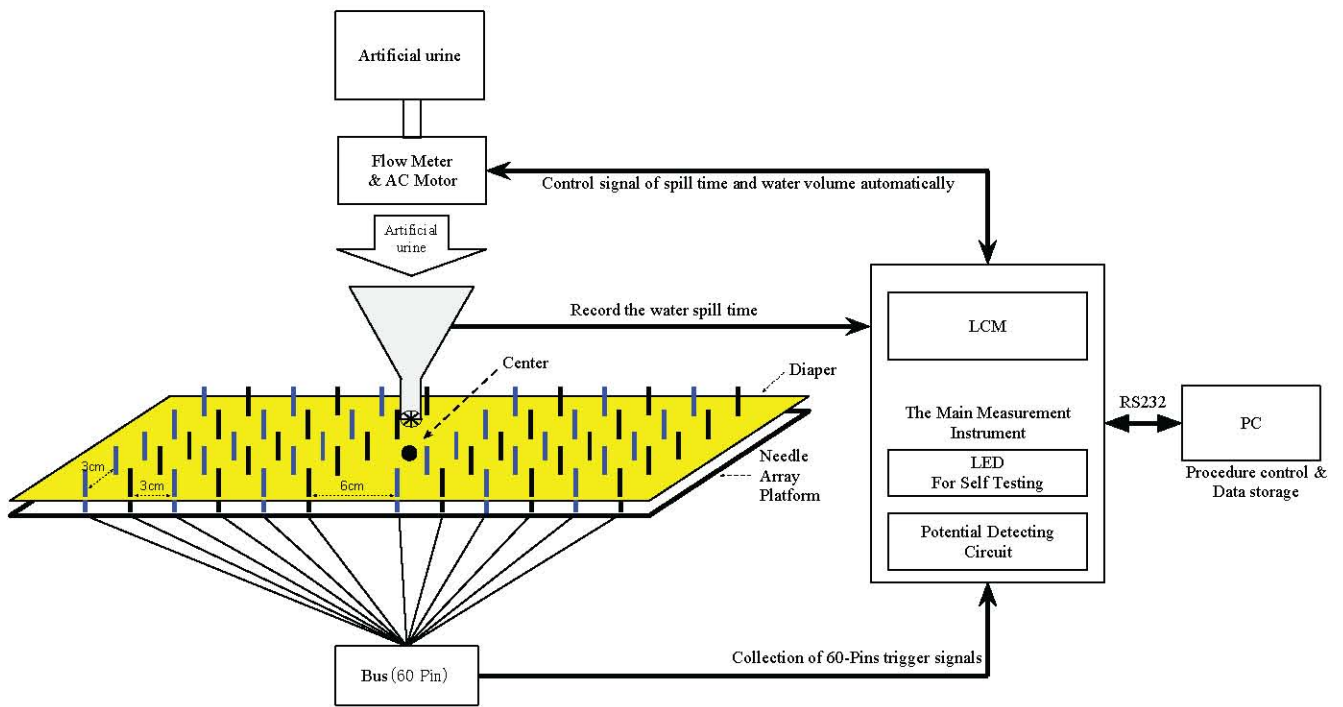 Artificial urine
Flow Meter
& AC Motor
Control signal of spill time and water volume automatically
Artificial
urine
Record the water spill time
LCM
Center
Diaper
RS232
The Main Measurement
Instrument
PC
3cm
3cm
6cm
Needle
Array
Platform
LED
For Self Testing
Procedure control &
Data storage
Potential Detecting
Circuit
Collection of 60-Pins trigger signals
Bus (60 Pin)